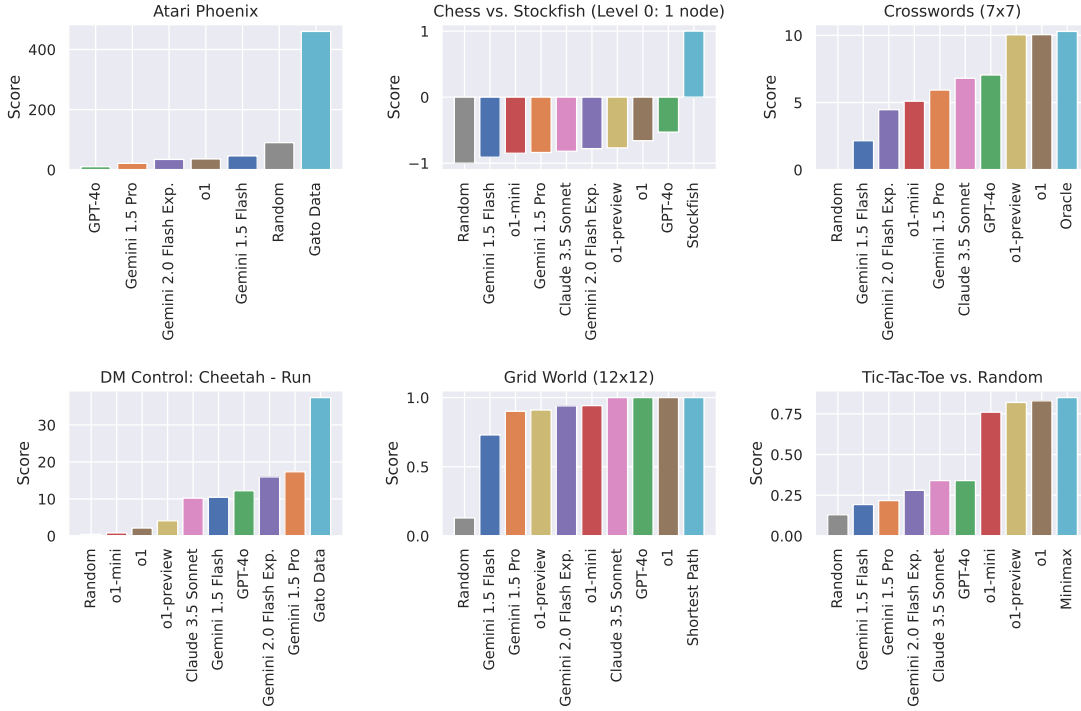 Atari Phoenix
Score
400
200
0
GPT-4o
Gemini 1.5 Pro
Gemini 2.0 Flash Exp.
o1
Gemini 1.5 Flash
Random
Gato Data
Chess vs. Stockfish (Level 0: 1 node)
Score
1
0
−1
Random
Gemini 1.5 Flash
o1-mini
Gemini 1.5 Pro
Claude 3.5 Sonnet
Gemini 2.0 Flash Exp.
o1-preview
o1
GPT-4o
Stockfish
Crosswords (7x7)
Score
10
5
0
Random
Gemini 1.5 Flash
Gemini 2.0 Flash Exp.
o1-mini
Gemini 1.5 Pro
Claude 3.5 Sonnet
GPT-4o
o1-preview
o1
Oracle
DM Control: Cheetah - Run
Score
30
20
10
0
Random
o1-mini
o1
o1-preview
Claude 3.5 Sonnet
Gemini 1.5 Flash
GPT-4o
Gemini 2.0 Flash Exp.
Gemini 1.5 Pro
Gato Data
Grid World (12x12)
Score
1.0
0.5
0.0
Random
Gemini 1.5 Flash
Gemini 1.5 Pro
o1-preview
Gemini 2.0 Flash Exp.
o1-mini
Claude 3.5 Sonnet
GPT-4o
o1
Shortest Path
Tic-Tac-Toe vs. Random
Score
0.75
0.50
0.25
0.00
Random
Gemini 1.5 Flash
Gemini 1.5 Pro
Gemini 2.0 Flash Exp.
Claude 3.5 Sonnet
GPT-4o
o1-mini
o1-preview
o1
Minimax